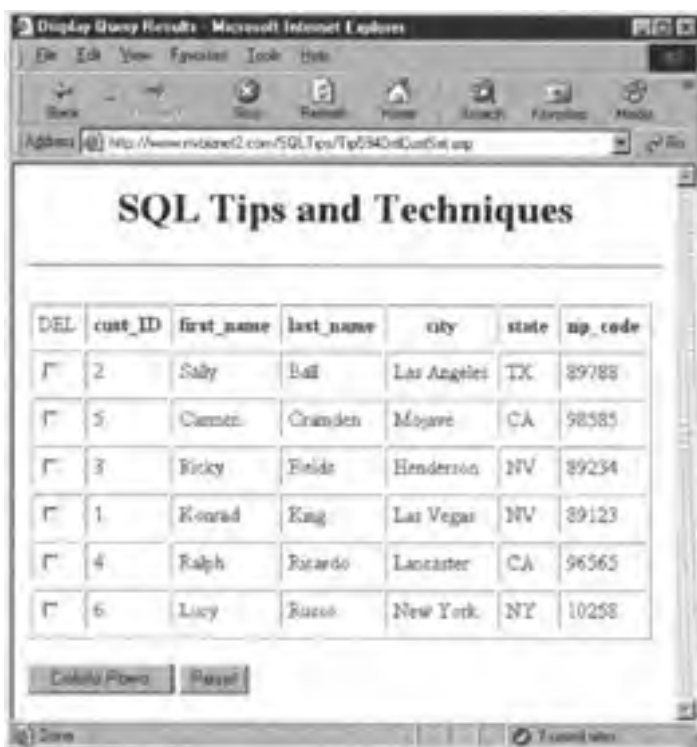 Display Query Results - Microsoft Internet Explorer
File Edit View Favorites Tools Help
Back Stop Refresh Home Search Favorites Media
Address
SQL Tips and Techniques
DEL cust_ID first_name last_name city state zip_code
2 Sally Ball Las Angeles TX 89788
5 Carmen Cramden Mojave CA 98585
3 Ricky Fields Henderson NV 89234
1 Konrad King Las Vegas NV 89123
4 Ralph Ricardo Lancaster CA 96565
6 Lucy Russo New York NY 10258
Delete Rows Reset
Done